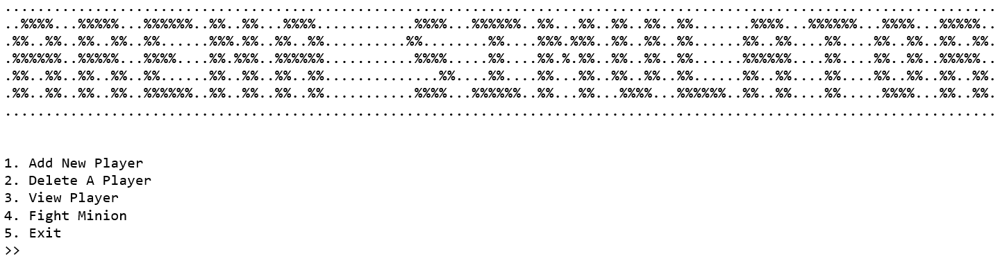 .........................................................................................................................
..%%%%...%%%%%...%%%%%%..%%..%%...%%%%............%%%%...%%%%%%..%%...%%..%%..%%..%%.......%%%%...%%%%%%...%%%%...%%%%%..
.%%..%%..%%..%%..%%......%%%.%%..%%..%%..........%%........%%....%%%.%%%..%%..%%..%%......%%..%%....%%....%%..%%..%%..%%.
.%%%%%%..%%%%%...%%%%....%%.%%%..%%%%%%...........%%%%.....%%....%%.%.%%..%%..%%..%%......%%%%%%....%%....%%..%%..%%%%%..
.%%..%%..%%..%%..%%......%%..%%..%%..%%..............%%....%%....%%...%%..%%..%%..%%......%%..%%....%%....%%..%%..%%..%%.
.%%..%%..%%..%%..%%%%%%..%%..%%..%%..%%...........%%%%...%%%%%%..%%...%%...%%%%...%%%%%%..%%..%%....%%.....%%%%...%%..%%.
.........................................................................................................................
1. Add New Player
2. Delete A Player
3. View Player
4. Fight Minion
5. Exit
>>